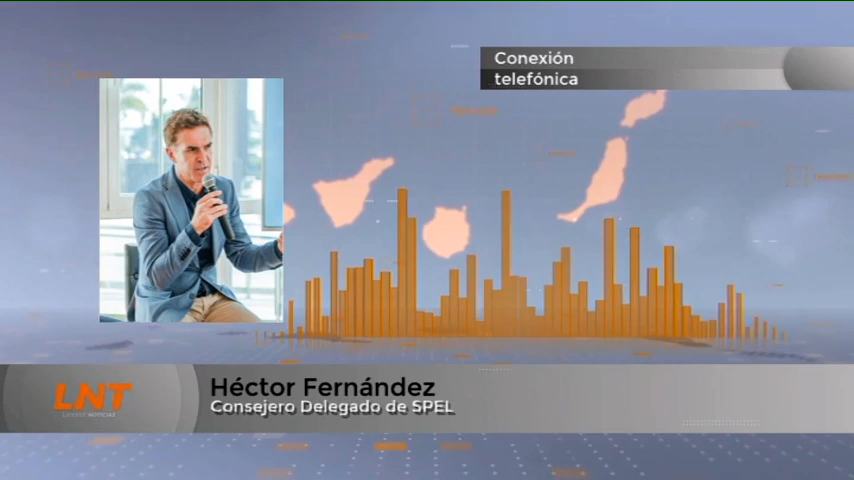 Conexión
telefónica
Héctor Fernández
Consejero Delegado de SPEL
LNT